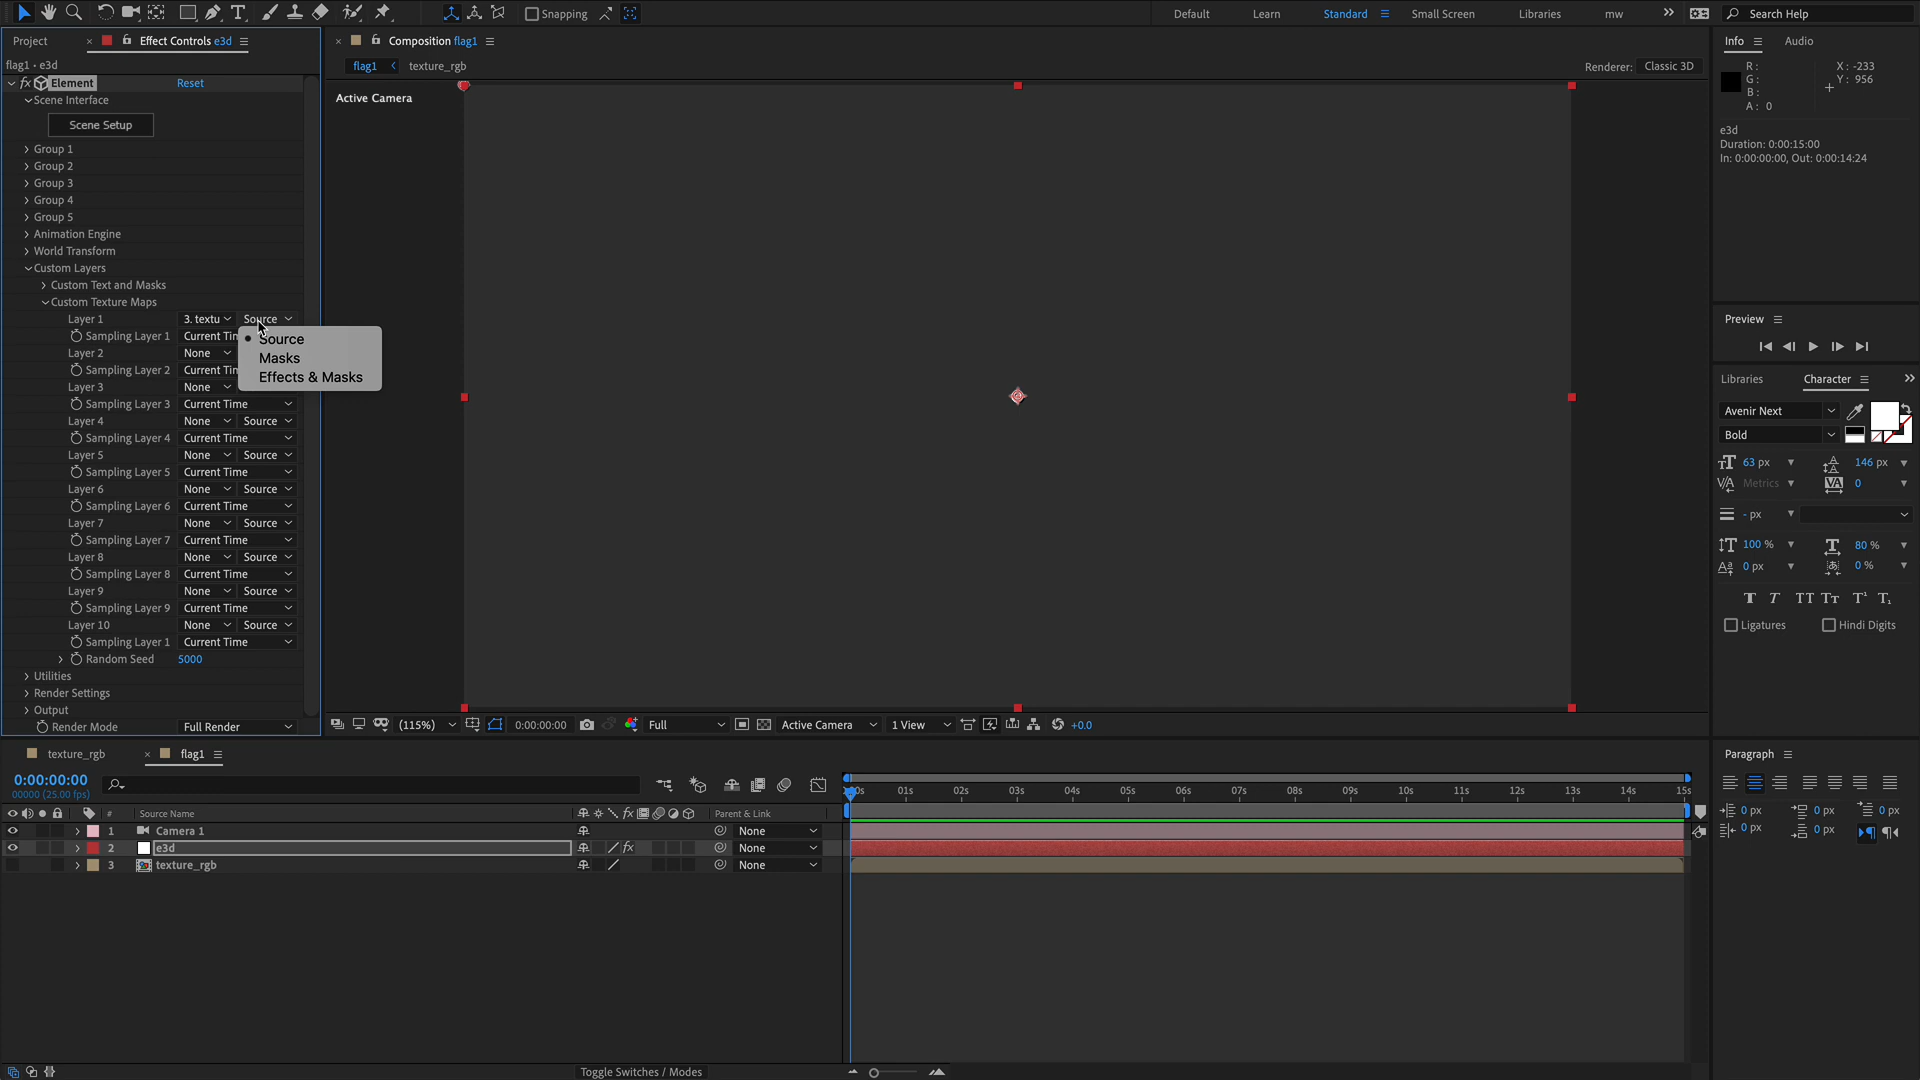 Snapping
Default
Learn
Standard
Small Screen
Libraries
mw
Search Help
Project
Effect Controls e3d
Composition flag1
Info
Audio
flag1 • e3d
flag1
texture_rgb
Renderer: Classic 3D
R :
G :
B :
A : 0
X : -233
Y : 956
fx Element
Reset
Active Camera
Scene Interface
Scene Setup
e3d
Duration: 0:00:15:00
In: 0:00:00:00, Out: 0:00:14:24
Group 1
Group 2
Group 3
Group 4
Group 5
Animation Engine
World Transform
Custom Layers
Custom Text and Masks
Custom Texture Maps
Layer 1 3. textu Source
Sampling Layer 1 Current Tim
Layer 2 None
Sampling Layer 2 Current Tim
Layer 3 None
Sampling Layer 3 Current Time
Layer 4 None Source
Sampling Layer 4 Current Time
Layer 5 None Source
Sampling Layer 5 Current Time
Layer 6 None Source
Sampling Layer 6 Current Time
Layer 7 None Source
Sampling Layer 7 Current Time
Layer 8 None Source
Sampling Layer 8 Current Time
Layer 9 None Source
Sampling Layer 9 Current Time
Layer 10 None Source
Sampling Layer 1 Current Time
Random Seed 5000
Utilities
Render Settings
Output
Render Mode Full Render
Source
Masks
Effects & Masks
Preview
Libraries
Character
Avenir Next
Bold
63 px
146 px
Metrics
0
- px
100 %
80 %
0 px
0 %
Ligatures
Hindi Digits
(115%)
0:00:00:00
Full
Active Camera
1 View
+0.0
texture_rgb
flag1
Paragraph
0:00:00:00
00000 (25.00 fps)
01s 02s 03s 04s 05s 06s 07s 08s 09s 10s 11s 12s 13s 14s 15s
# Source Name
Parent & Link
1 Camera 1 None
2 e3d fx None
3 texture_rgb None
0 px 0 px 0 px
0 px 0 px
Toggle Switches / Modes